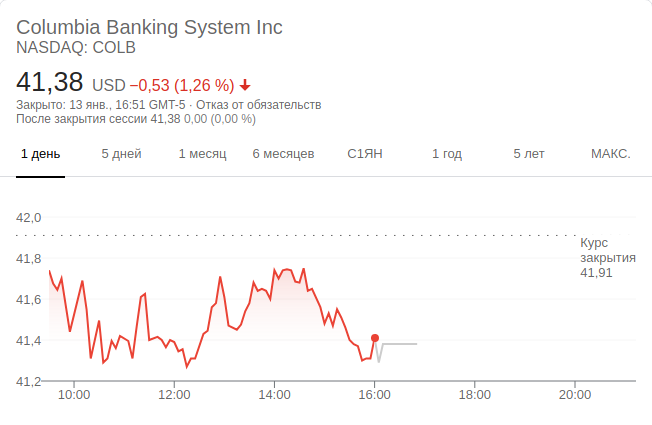 Columbia Banking System Inc
NASDAQ: COLB
41,38 USD −0,53 (1,26 %)
Закрыто: 13 янв., 16:51 GMT-5 · Отказ от обязательств
После закрытия сессии 41,38 0,00 (0,00 %)
1 день 5 дней 1 месяц 6 месяцев С1ЯН 1 год 5 лет МАКС.
42,0
Курс
закрытия
41,91
41,8
41,6
41,4
41,2
10:00 12:00 14:00 16:00 18:00 20:00